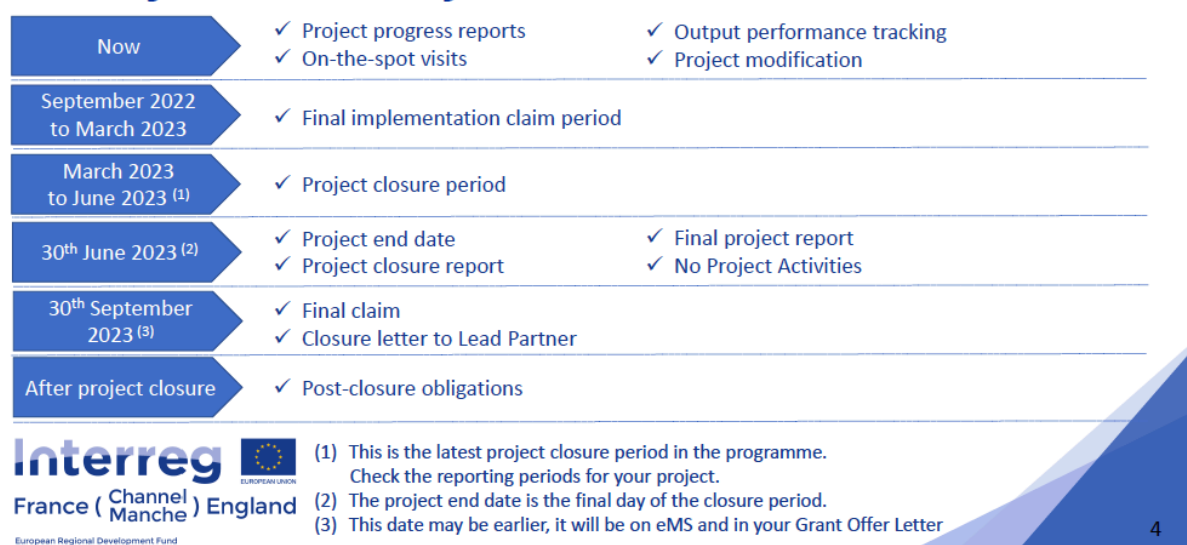 Now
✓ Project progress reports
✓ Output performance tracking
✓ On-the-spot visits
✓ Project modification
September 2022
to March 2023
✓ Final implementation claim period
March 2023
to June 2023 (1)
✓ Project closure period
30th June 2023 (2)
✓ Project end date
✓ Final project report
✓ Project closure report
✓ No Project Activities
30th September
2023 (3)
✓ Final claim
✓ Closure letter to Lead Partner
After project closure
✓ Post-closure obligations
Interreg
EUROPEAN UNION
France ( Channel
Manche ) England
European Regional Development Fund
(1) This is the latest project closure period in the programme.
Check the reporting periods for your project.
(2) The project end date is the final day of the closure period.
(3) This date may be earlier, it will be on eMS and in your Grant Offer Letter
4